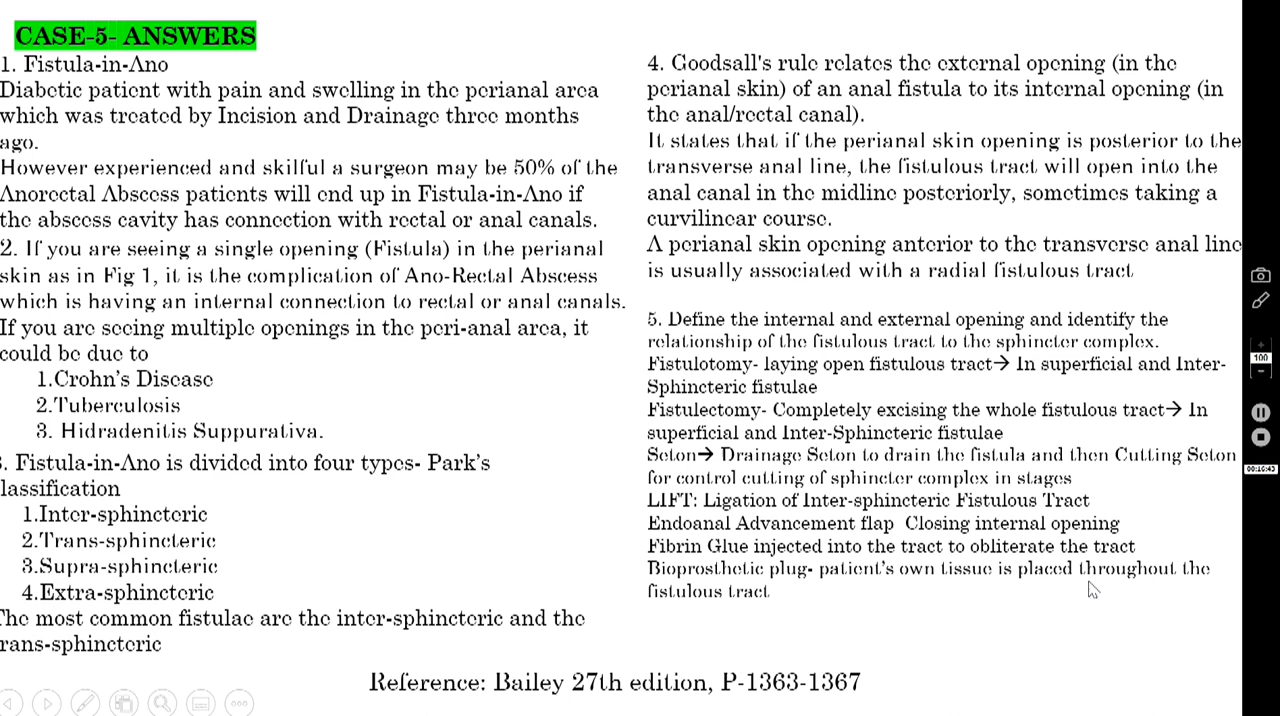 CASE-5- ANSWERS
1. Fistula-in-Ano
Diabetic patient with pain and swelling in the perianal area
which was treated by Incision and Drainage three months
ago.
However experienced and skilful a surgeon may be 50% of the
Anorectal Abscess patients will end up in Fistula-in-Ano if
the abscess cavity has connection with rectal or anal canals.
2. If you are seeing a single opening (Fistula) in the perianal
skin as in Fig 1, it is the complication of Ano-Rectal Abscess
which is having an internal connection to rectal or anal canals.
If you are seeing multiple openings in the peri-anal area, it
could be due to
1.Crohn's Disease
2.Tuberculosis
3. Hidradenitis Suppurativa.
3. Fistula-in-Ano is divided into four types- Park's
lassification
1.Inter-sphincteric
2.Trans-sphincteric
3.Supra-sphincteric
4.Extra-sphincteric
The most common fistulae are the inter-sphincteric and the
rans-sphincteric
4. Goodsall's rule relates the external opening (in the
perianal skin) of an anal fistula to its internal opening (in
the anal/rectal canal).
It states that if the perianal skin opening is posterior to the
transverse anal line, the fistulous tract will open into the
anal canal in the midline posteriorly, sometimes taking a
curvilinear course.
A perianal skin opening anterior to the transverse anal line
is usually associated with a radial fistulous tract
5. Define the internal and external opening and identify the
relationship of the fistulous tract to the sphincter complex.
Fistulotomy- laying open fistulous tract→ In superficial and Inter-
Sphincteric fistulae
Fistulectomy- Completely excising the whole fistulous tract→ In
superficial and Inter-Sphincteric fistulae
Seton→ Drainage Seton to drain the fistula and then Cutting Seton
for control cutting of sphincter complex in stages
LIFT: Ligation of Inter-sphincteric Fistulous Tract
Endoanal Advancement flap Closing internal opening
Fibrin Glue injected into the tract to obliterate the tract
Bioprosthetic plug- patient's own tissue is placed throughout the
fistulous tract
Reference: Bailey 27th edition, P-1363-1367
100
00:16:43